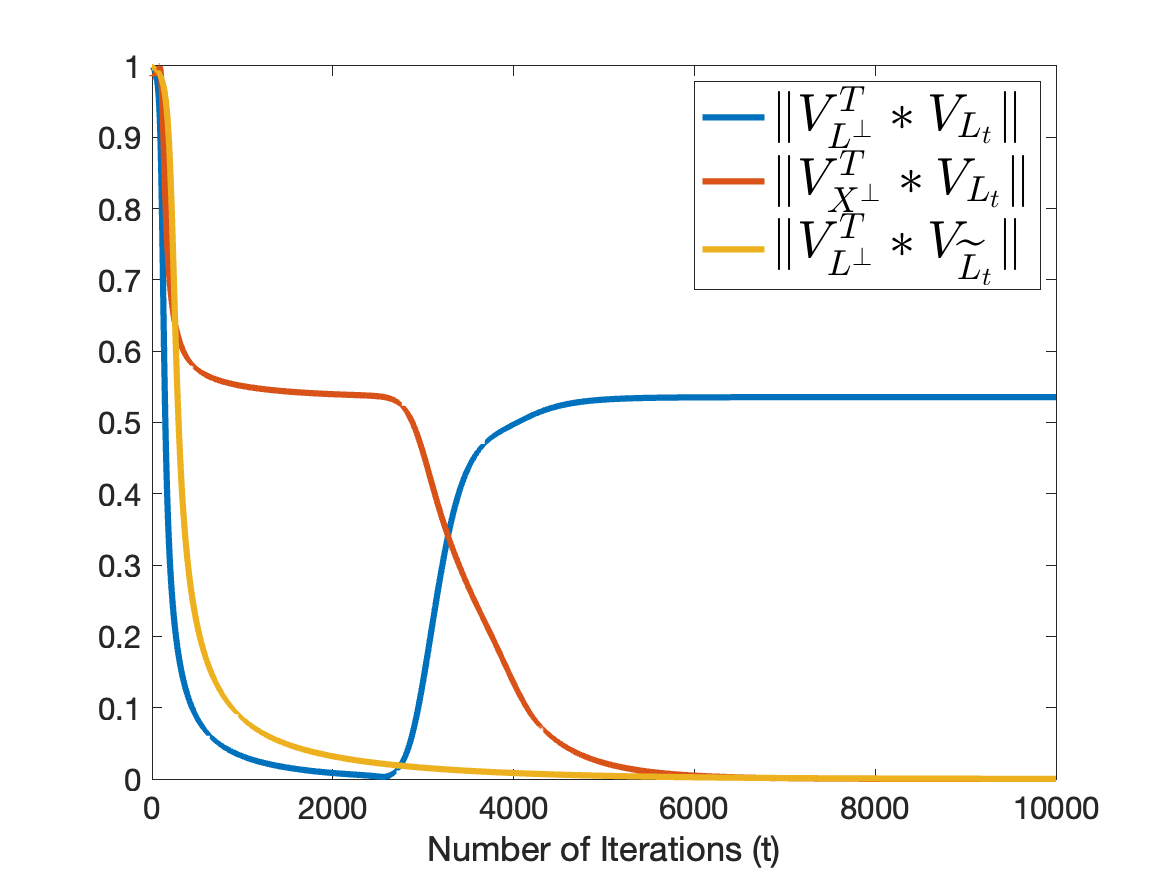 1
0.9
0.8
0.7
0.6
0.5
0.4
0.3
0.2
0.1
0
0 2000 4000 6000 8000 10000
Number of Iterations (t)
‖V_{L^⊥}^T * V_{L_t}‖
‖V_{X^⊥}^T * V_{L_t}‖
‖V_{L^⊥}^T * V_{\widetilde{L}_t}‖